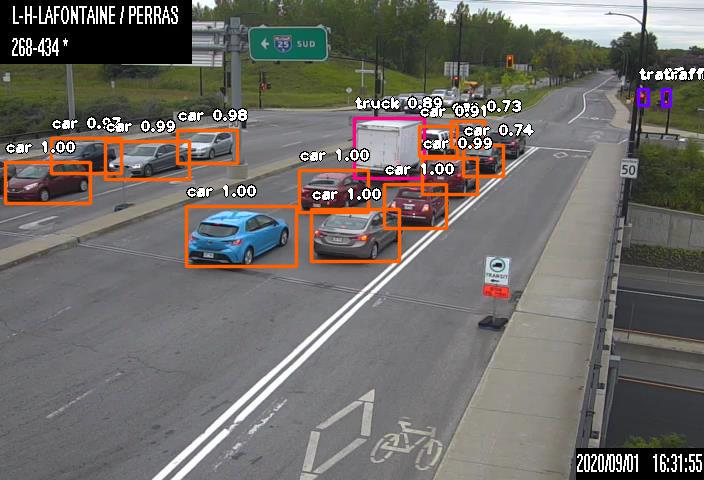 L-H-LAFONTAINE / PERRAS
268-434 *
25 SUD
truck 0.89
0.91
0.73
car 0.97
car 0.99
car 0.98
car 0.74
car 0.99
car 1.00
car 1.00
car 1.00
car 1.00
car 1.00
car 1.00
50
TRANSIT
2020/09/01 16:31:55